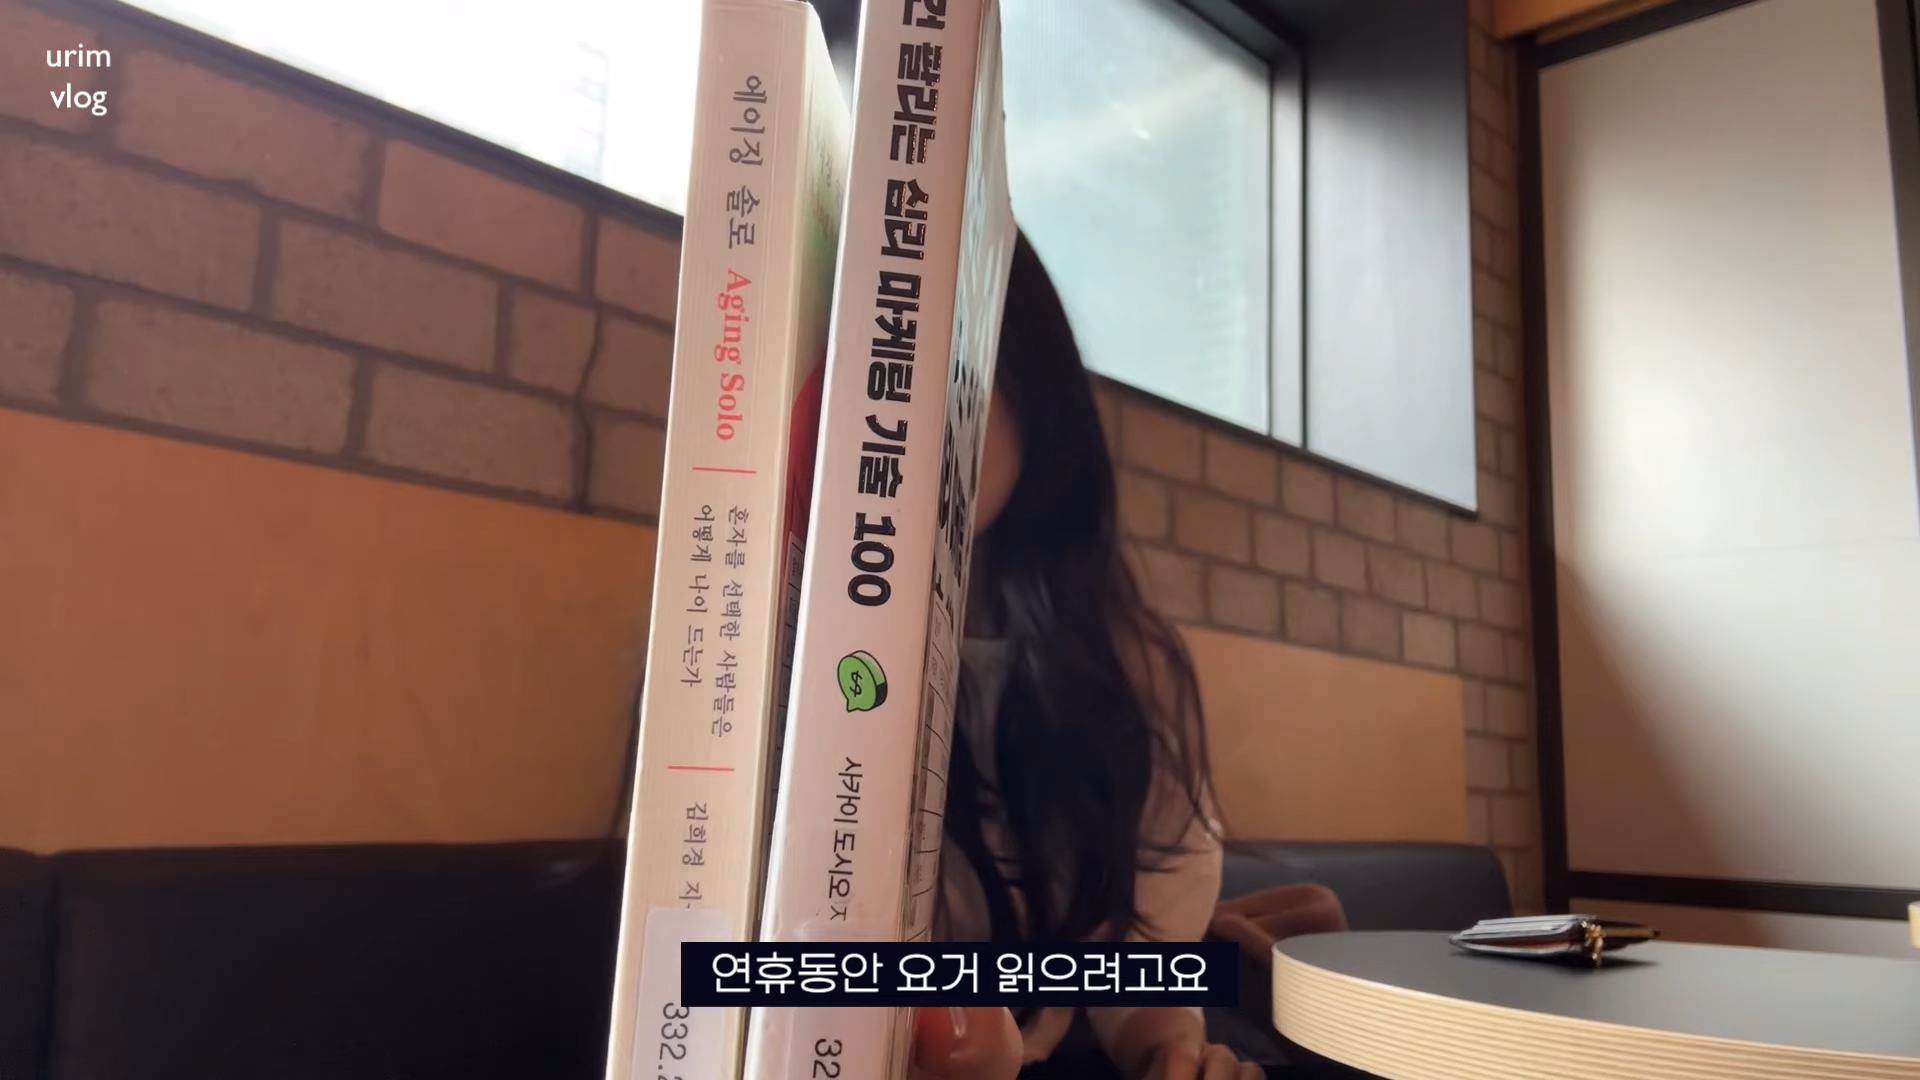 urim
vlog
에이징 솔로 Aging Solo
혼자를 선택한 사람들은
어떻게 나이 드는가
김희경 지
팔리는 심리 마케팅 기술 100
사카이 도시오
연휴동안 요거 읽으려고요
332.2
32